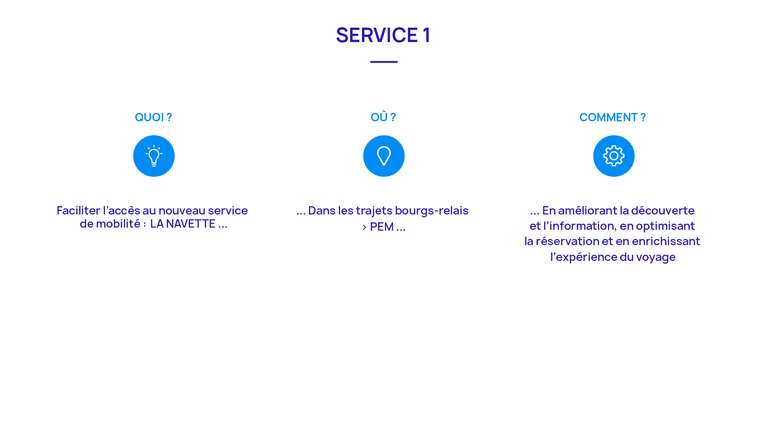 SERVICE 1
QUOI ?
Faciliter l'accès au nouveau service
de mobilité : LA NAVETTE ...
OÙ ?
... Dans les trajets bourgs-relais
> PEM ...
COMMENT ?
... En améliorant la découverte
et l'information, en optimisant
la réservation et en enrichissant
l'expérience du voyage